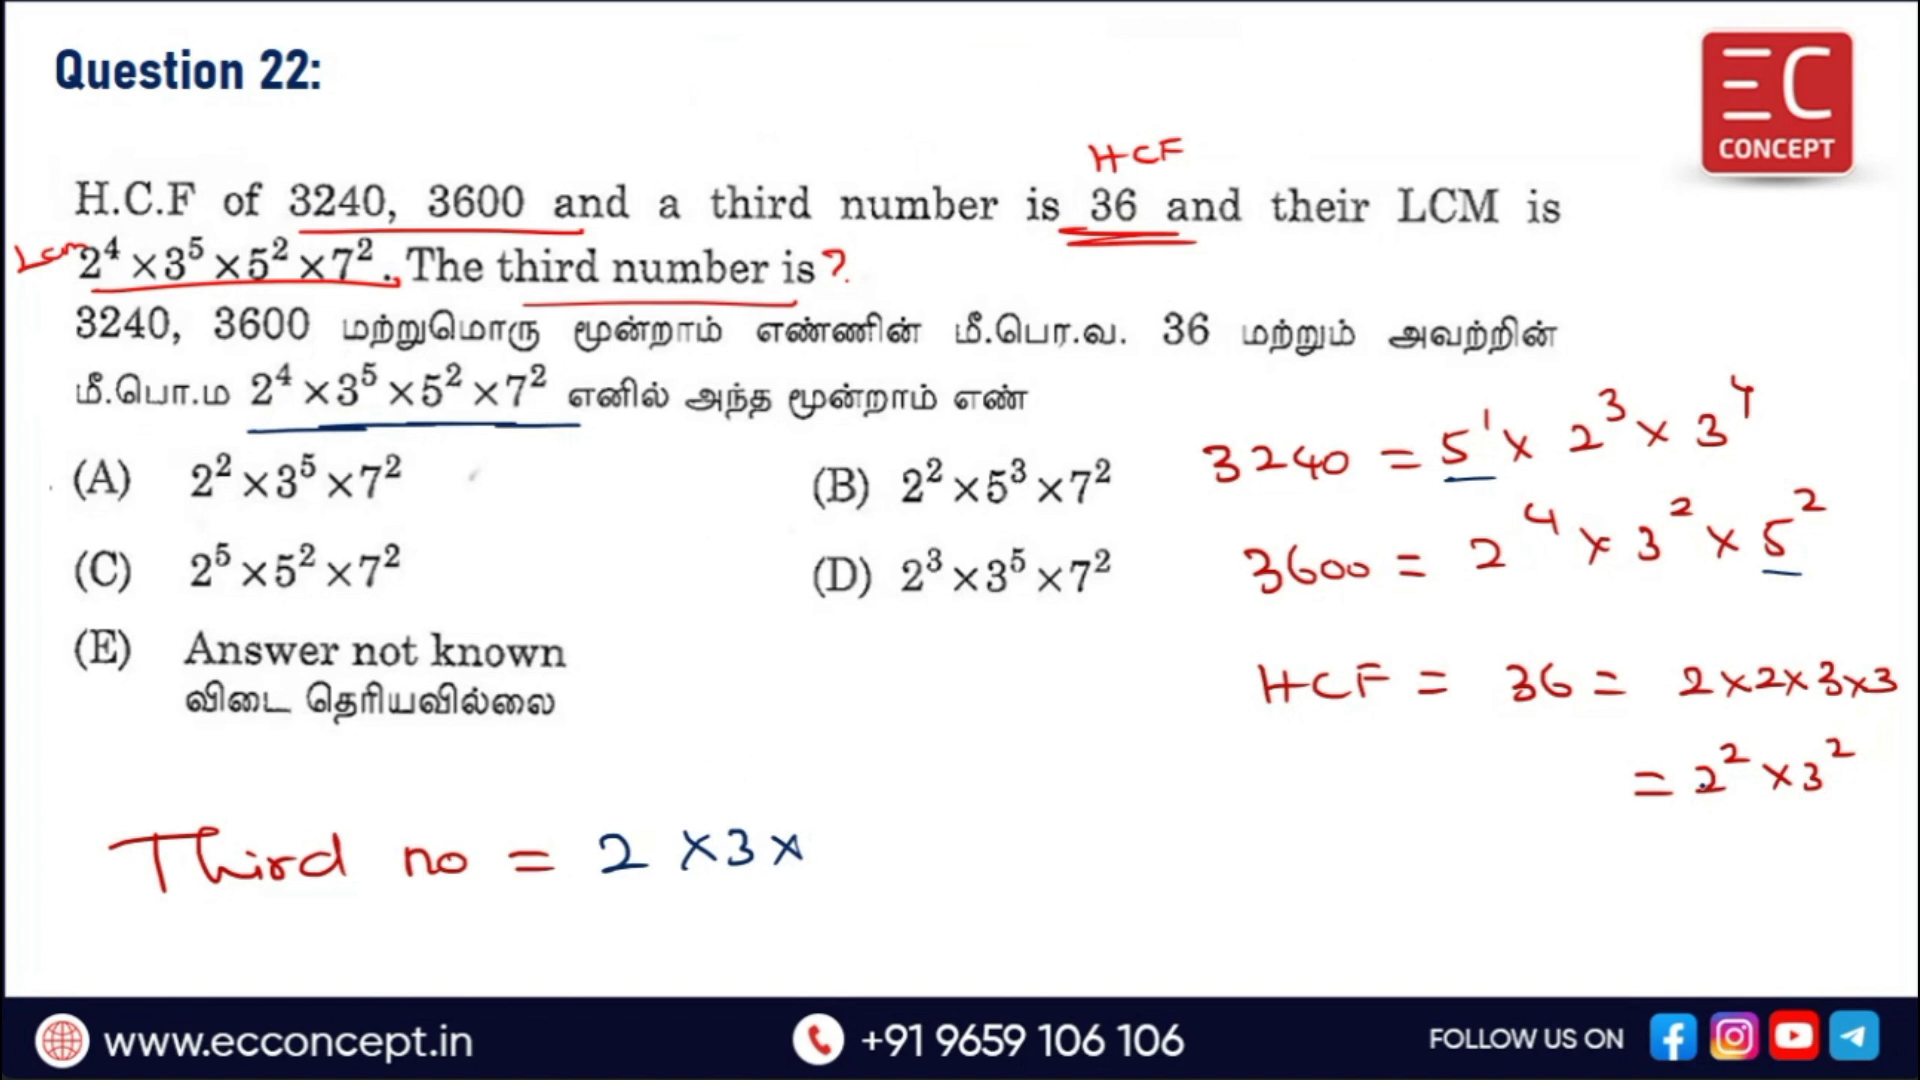 Question 22:
EC
CONCEPT
HCF
H.C.F of 3240, 3600 and a third number is 36 and their LCM is
Lcm 2⁴ ×3⁵ ×5² ×7². The third number is ?
3240, 3600 மற்றுமொரு மூன்றாம் எண்ணின் மீ.பொ.வ. 36 மற்றும் அவற்றின்
மீ.பொ.ம 2⁴ ×3⁵ ×5² ×7² எனில் அந்த மூன்றாம் எண்
(A) 2² ×3⁵ ×7²
(B) 2² ×5³ ×7²
(C) 2⁵ ×5² ×7²
(D) 2³ ×3⁵ ×7²
(E) Answer not known
விடை தெரியவில்லை
3240 = 5¹ × 2³ × 3⁴
3600 = 2⁴ × 3² × 5²
HCF = 36 = 2×2×3×3
= 2² ×3²
Third no = 2 ×3 ×
www.ecconcept.in
+91 9659 106 106
FOLLOW US ON